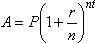 A = P(1 + r/n)^{nt}